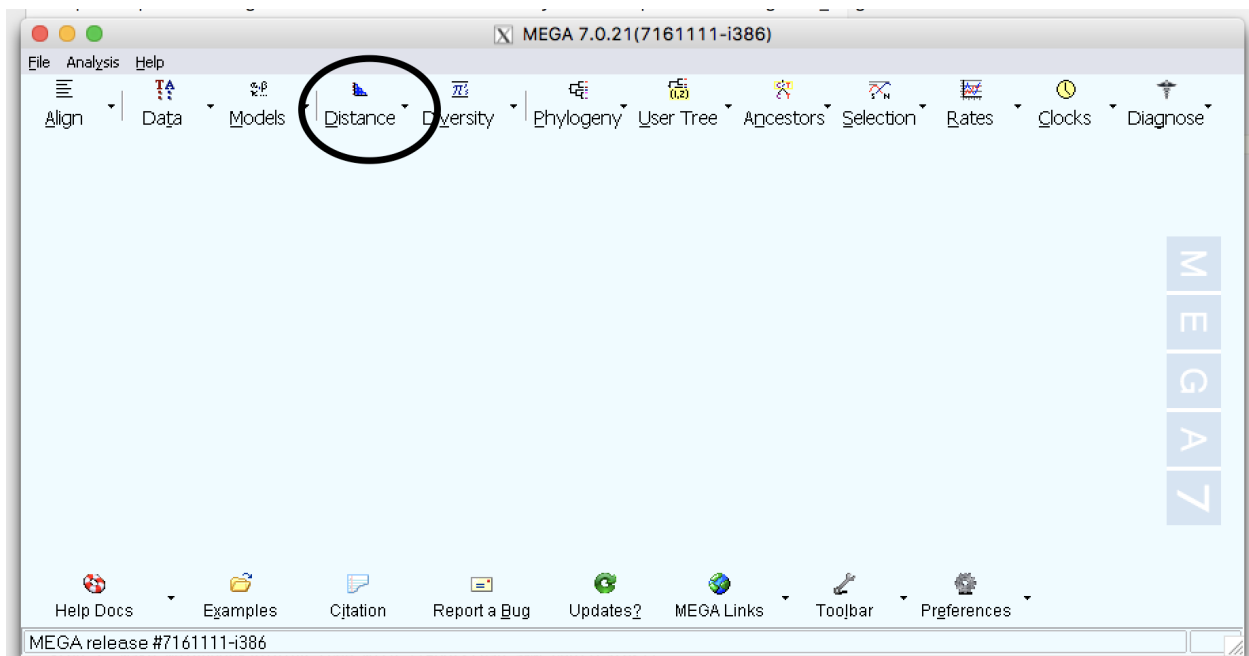 MEGA 7.0.21(7161111-i386)
File Analysis Help
Align Data Models Distance Diversity Phylogeny User Tree Ancestors Selection Rates Clocks Diagnose
MEGA7
Help Docs Examples Citation Report a Bug Updates? MEGA Links Toolbar Preferences
MEGA release #7161111-i386